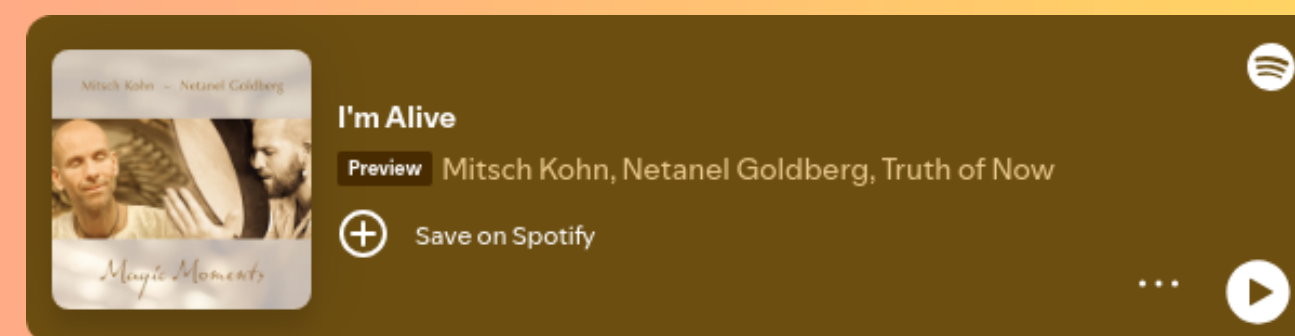 Mitsch Kohn – Netanel Goldberg
Magic Moments
I'm Alive
Preview Mitsch Kohn, Netanel Goldberg, Truth of Now
Save on Spotify